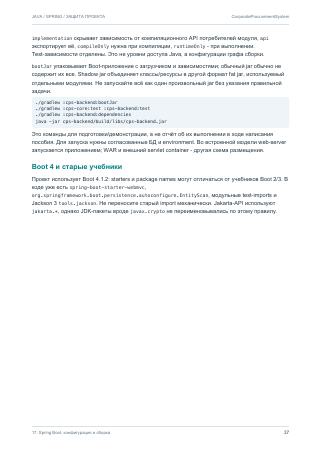 JAVA / SPRING / ЗАЩИТА ПРОЕКТА
CorporateProcurementSystem
implementation скрывает зависимость от компиляционного API потребителей модуля, api
экспортирует её, compileOnly нужна при компиляции, runtimeOnly - при выполнении.
Test-зависимости отделены. Это не уровни доступа Java, а конфигурации графа сборки.
bootJar упаковывает Boot-приложение с загрузчиком и зависимостями; обычный jar обычно не
содержит их все. Shadow jar объединяет классы/ресурсы в другой формат fat jar, используемый
отдельными модулями. Не запускайте всё как один произвольный jar без указания правильной
задачи.
./gradlew :cps-backend:bootJar
./gradlew :cps-core:test :cps-backend:test
./gradlew :cps-backend:dependencies
java -jar cps-backend/build/libs/cps-backend.jar
Это команды для подготовки/демонстрации, а не отчёт об их выполнении в ходе написания
пособия. Для запуска нужны согласованные БД и environment. Во встроенной модели web-server
запускается приложением; WAR и внешний servlet container - другая схема размещения.
Boot 4 и старые учебники
Проект использует Boot 4.1.2: starters и package names могут отличаться от учебников Boot 2/3. В
коде уже есть spring-boot-starter-webmvc,
org.springframework.boot.persistence.autoconfigure.EntityScan, модульные test-imports и
Jackson 3 tools.jackson. Не переносите старый import механически. Jakarta-API используют
jakarta.*, однако JDK-пакеты вроде javax.crypto не переименовывались по этому правилу.
17. Spring Boot: конфигурация и сборка
37